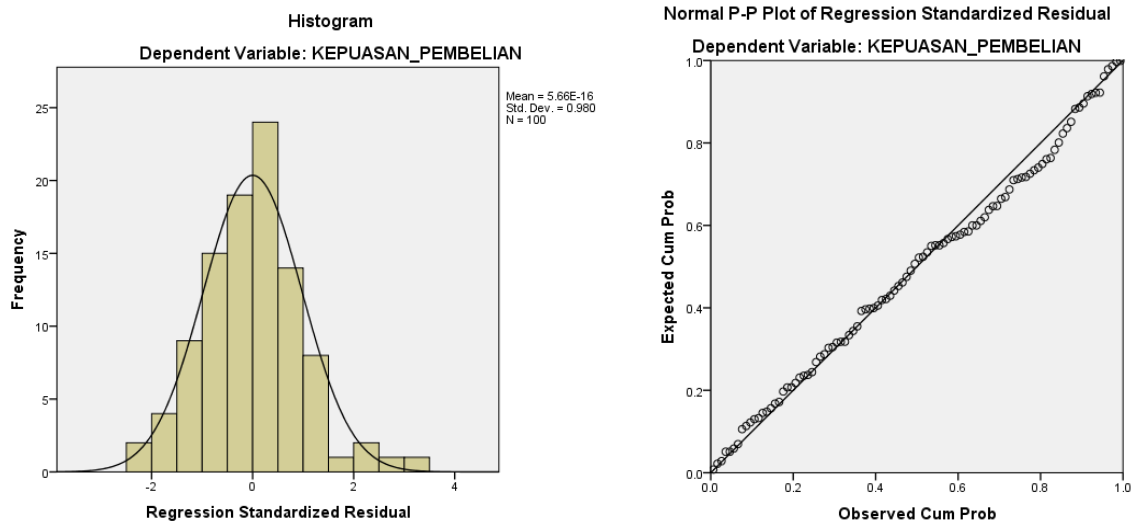 Histogram
Dependent Variable: KEPUASAN_PEMBELIAN
Mean = 5.66E-16
Std. Dev. = 0.980
N = 100
Frequency
25
20
15
10
5
0
-2
0
2
4
Regression Standardized Residual
Normal P-P Plot of Regression Standardized Residual
Dependent Variable: KEPUASAN_PEMBELIAN
Expected Cum Prob
1.0
0.8
0.6
0.4
0.2
0.0
0.0
0.2
0.4
0.6
0.8
1.0
Observed Cum Prob